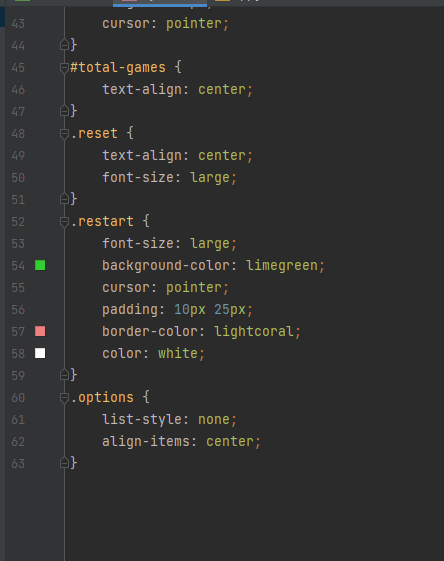 43 cursor: pointer;
44 }
45 #total-games {
46 text-align: center;
47 }
48 .reset {
49 text-align: center;
50 font-size: large;
51 }
52 .restart {
53 font-size: large;
54 background-color: limegreen;
55 cursor: pointer;
56 padding: 10px 25px;
57 border-color: lightcoral;
58 color: white;
59 }
60 .options {
61 list-style: none;
62 align-items: center;
63 }